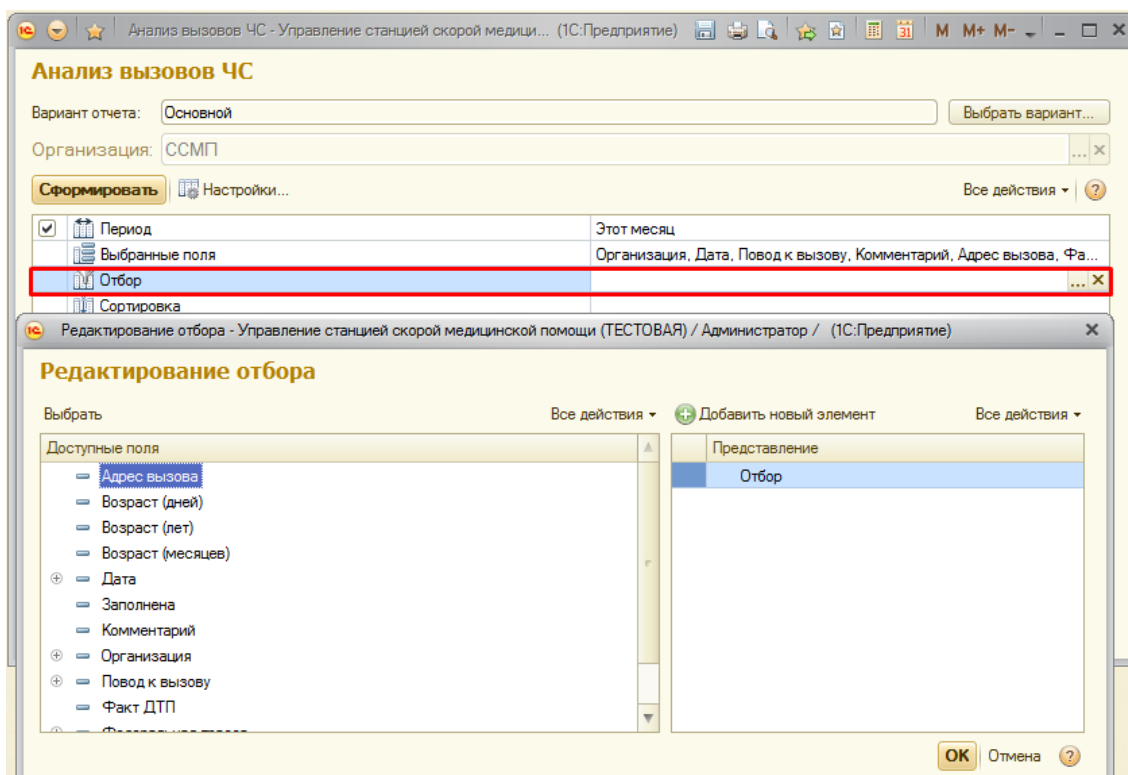 Анализ вызовов ЧС - Управление станцией скорой медици... (1С:Предприятие) 31 M M+ M-
Анализ вызовов ЧС
Вариант отчета: Основной Выбрать вариант...
Организация: ССМП ...
Сформировать Настройки... Все действия ?
Период Этот месяц
Выбранные поля Организация, Дата, Повод к вызову, Комментарий, Адрес вызова, Фа...
Отбор ...
Сортировка
Редактирование отбора - Управление станцией скорой медицинской помощи (ТЕСТОВАЯ) / Администратор / (1С:Предприятие)
Редактирование отбора
Выбрать Все действия Добавить новый элемент Все действия
Доступные поля Представление
Адрес вызова Отбор
Возраст (дней)
Возраст (лет)
Возраст (месяцев)
Дата
Заполнена
Комментарий
Организация
Повод к вызову
Факт ДТП
OK Отмена ?